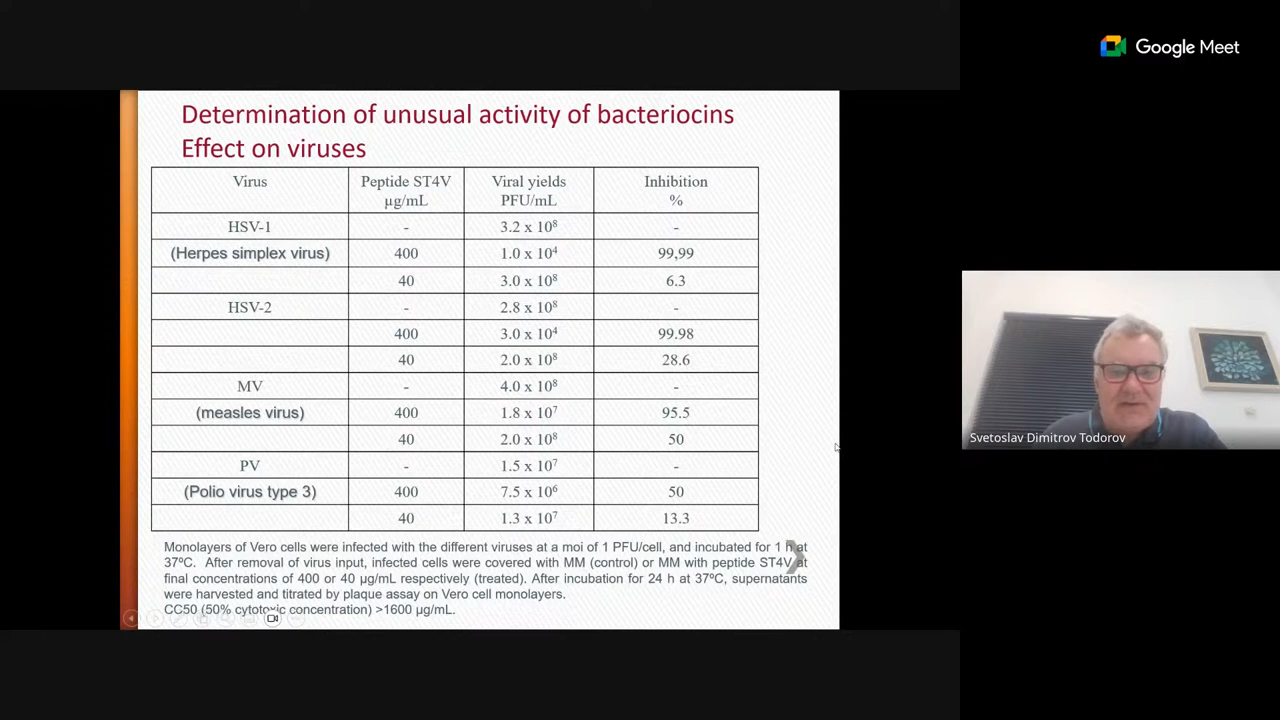 Google Meet
Determination of unusual activity of bacteriocins
Effect on viruses
Virus Peptide ST4V µg/mL Viral yields PFU/mL Inhibition %
HSV-1 - 3.2 x 10⁸ -
(Herpes simplex virus) 400 1.0 x 10⁴ 99,99
40 3.0 x 10⁸ 6.3
HSV-2 - 2.8 x 10⁸ -
400 3.0 x 10⁴ 99.98
40 2.0 x 10⁸ 28.6
MV - 4.0 x 10⁸ -
(measles virus) 400 1.8 x 10⁷ 95.5
40 2.0 x 10⁸ 50
PV - 1.5 x 10⁷ -
(Polio virus type 3) 400 7.5 x 10⁶ 50
40 1.3 x 10⁷ 13.3
Monolayers of Vero cells were infected with the different viruses at a moi of 1 PFU/cell, and incubated for 1 h at
37ºC. After removal of virus input, infected cells were covered with MM (control) or MM with peptide ST4V at
final concentrations of 400 or 40 µg/mL respectively (treated). After incubation for 24 h at 37ºC, supernatants
were harvested and titrated by plaque assay on Vero cell monolayers.
CC50 (50% cytotoxic concentration) >1600 µg/mL.
Svetoslav Dimitrov Todorov